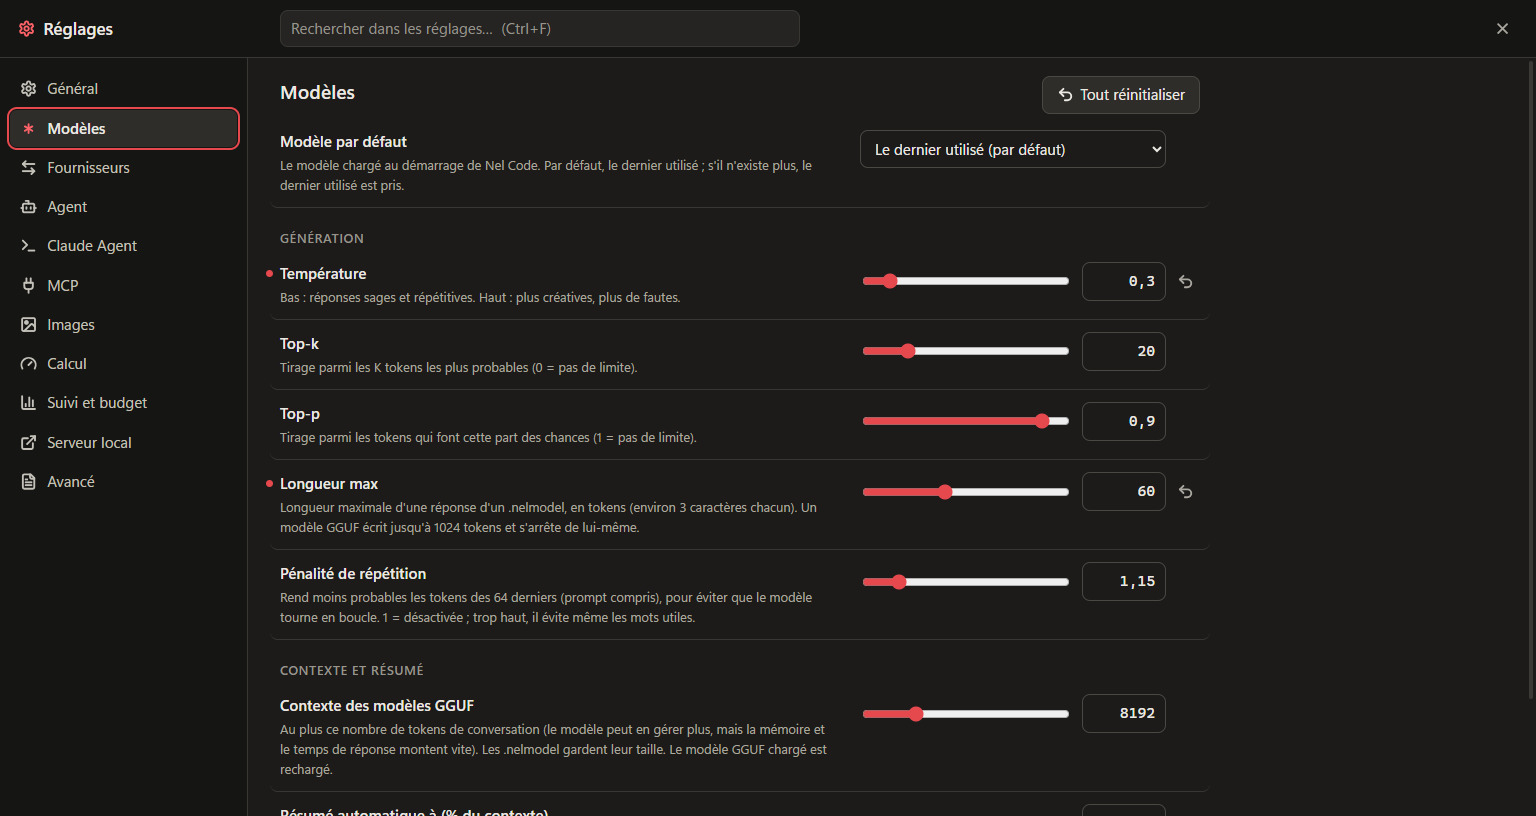 Réglages
Rechercher dans les réglages... (Ctrl+F)
Général
Modèles
Fournisseurs
Agent
Claude Agent
MCP
Images
Calcul
Suivi et budget
Serveur local
Avancé
Modèles
Tout réinitialiser
Modèle par défaut
Le modèle chargé au démarrage de Nel Code. Par défaut, le dernier utilisé ; s'il n'existe plus, le
dernier utilisé est pris.
Le dernier utilisé (par défaut)
GÉNÉRATION
Température
Bas : réponses sages et répétitives. Haut : plus créatives, plus de fautes.
0,3
Top-k
Tirage parmi les K tokens les plus probables (0 = pas de limite).
20
Top-p
Tirage parmi les tokens qui font cette part des chances (1 = pas de limite).
0,9
Longueur max
Longueur maximale d'une réponse d'un .nelmodel, en tokens (environ 3 caractères chacun). Un
modèle GGUF écrit jusqu'à 1024 tokens et s'arrête de lui-même.
60
Pénalité de répétition
Rend moins probables les tokens des 64 derniers (prompt compris), pour éviter que le modèle
tourne en boucle. 1 = désactivée ; trop haut, il évite même les mots utiles.
1,15
CONTEXTE ET RÉSUMÉ
Contexte des modèles GGUF
Au plus ce nombre de tokens de conversation (le modèle peut en gérer plus, mais la mémoire et
le temps de réponse montent vite). Les .nelmodel gardent leur taille. Le modèle GGUF chargé est
rechargé.
8192
Résumé automatique à (% du contexte)